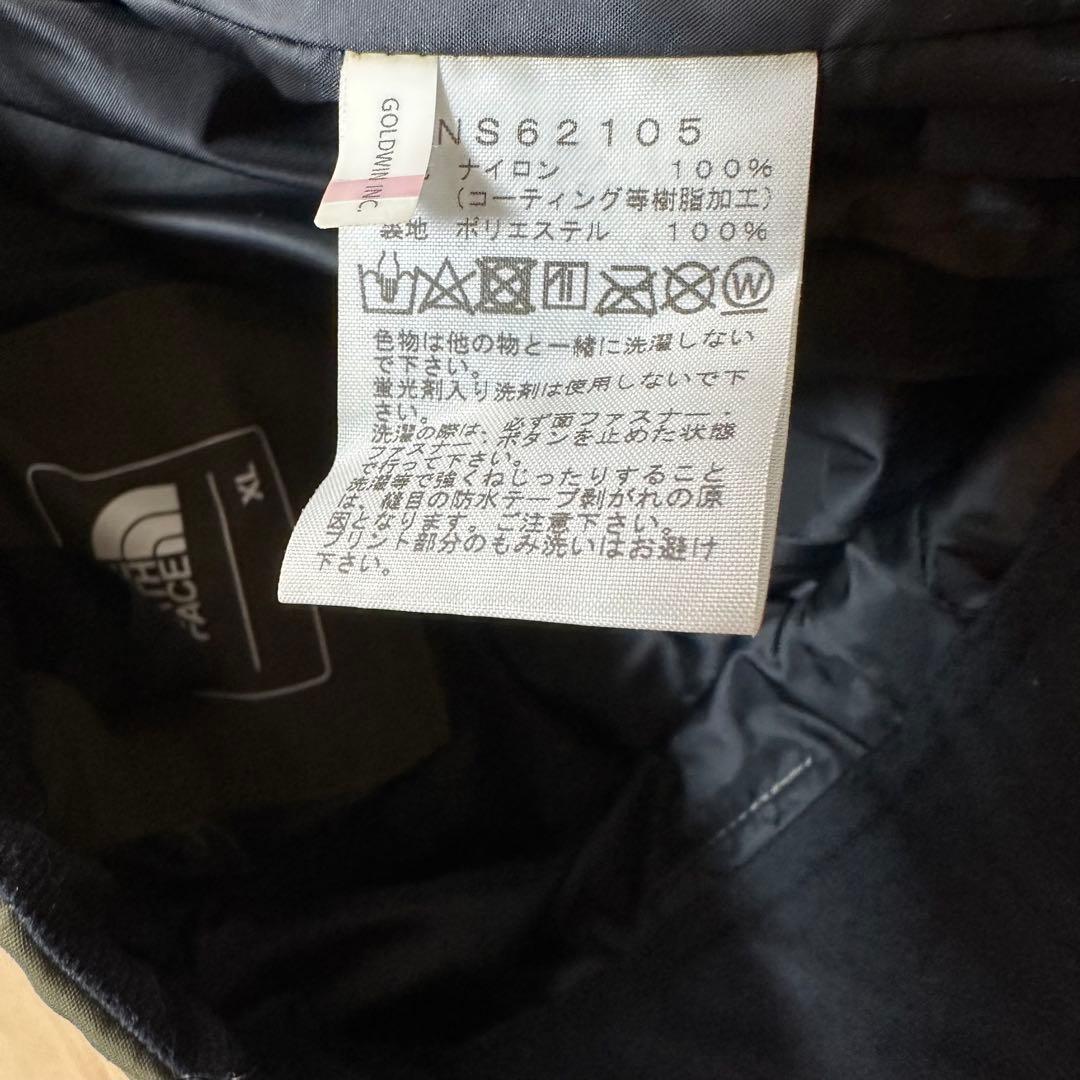 GOLDWIN INC.
NS62105
ナイロン 100%
(コーティング等樹脂加工)
裏地 ポリエステル 100%
W
色物は他の物と一緒に洗濯しない
で下さい。
蛍光剤入り洗剤は使用しないで下
さい。
洗濯の際は、必ず面ファスナー・
ファスナー・ボタンを止めた状態
で行って下さい。
洗濯等で強くねじったりすること
は、縫目の防水テープ剥がれの原
因となります。ご注意下さい。
プリント部分のもみ洗いはお避け
下さい。
XL
FACE